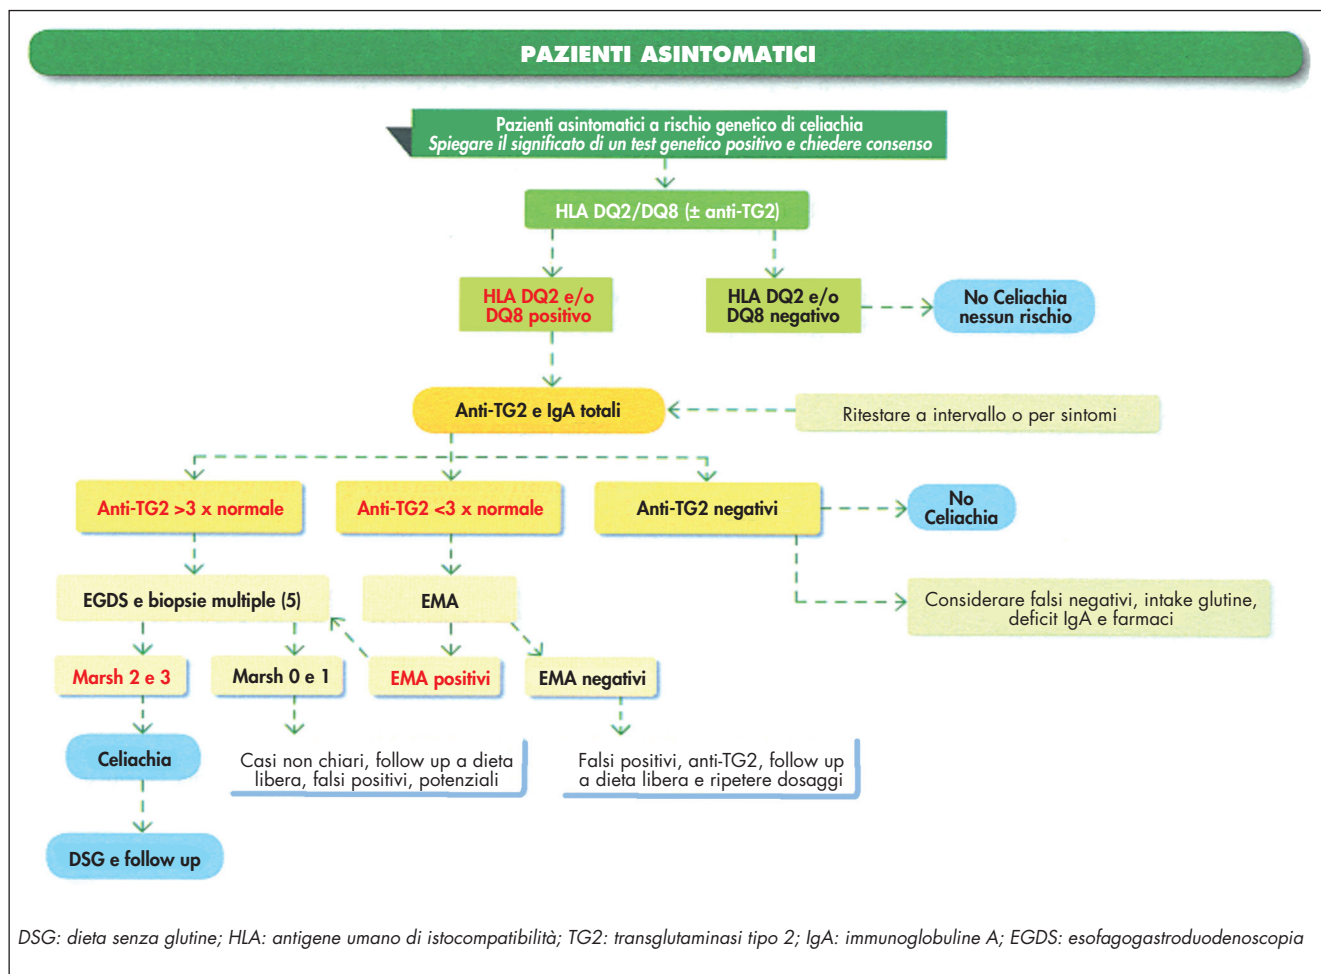 PAZIENTI ASINTOMATICI
Pazienti asintomatici a rischio genetico di celiachia
Spiegare il significato di un test genetico positivo e chiedere consenso
HLA DQ2/DQ8 (± anti-TG2)
HLA DQ2 e/o
DQ8 positivo
HLA DQ2 e/o
DQ8 negativo
No Celiachia
nessun rischio
Anti-TG2 e IgA totali
Ritestare a intervallo o per sintomi
Anti-TG2 >3 x normale
Anti-TG2 <3 x normale
Anti-TG2 negativi
No
Celiachia
EGDS e biopsie multiple (5)
EMA
Considerare falsi negativi, intake glutine,
deficit IgA e farmaci
Marsh 2 e 3
Marsh 0 e 1
EMA positivi
EMA negativi
Celiachia
Casi non chiari, follow up a dieta
libera, falsi positivi, potenziali
Falsi positivi, anti-TG2, follow up
a dieta libera e ripetere dosaggi
DSG e follow up
DSG: dieta senza glutine; HLA: antigene umano di istocompatibilità; TG2: transglutaminasi tipo 2; IgA: immunoglobuline A; EGDS: esofagogastroduodenoscopia